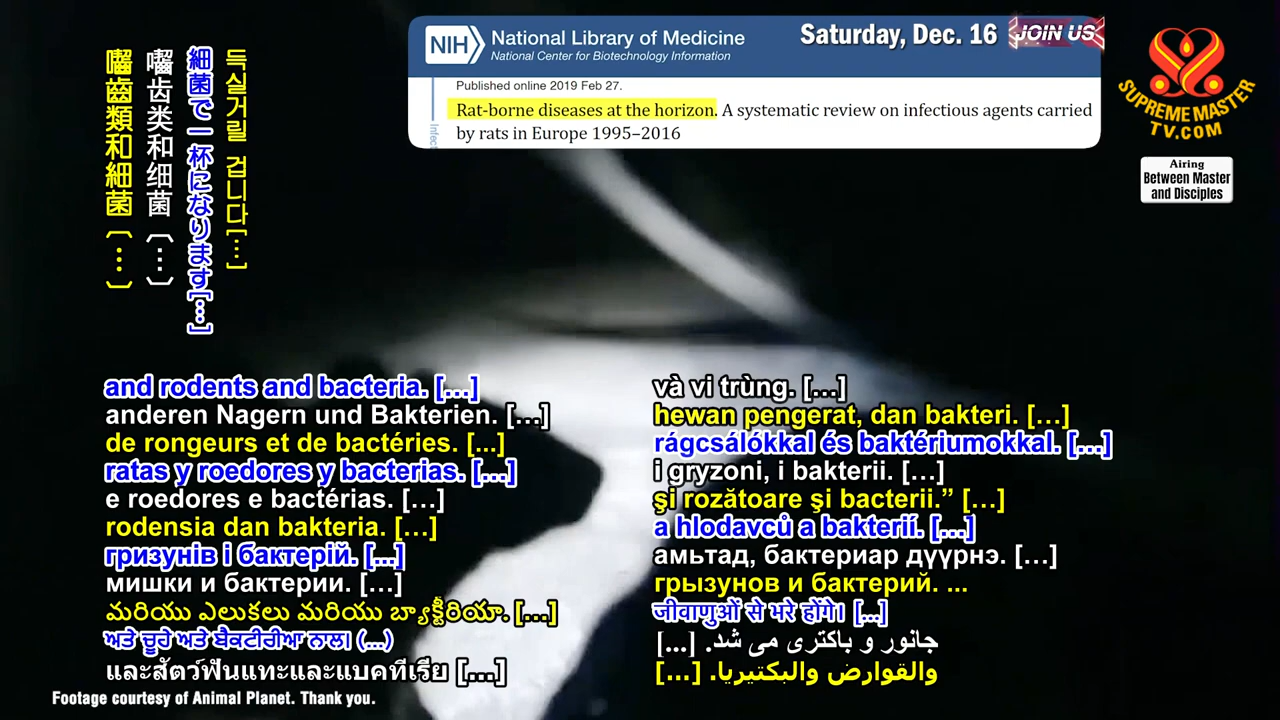 NIH National Library of Medicine
National Center for Biotechnology Information
Saturday, Dec. 16 JOIN US
Published online 2019 Feb 27.
Rat-borne diseases at the horizon. A systematic review on infectious agents carried
by rats in Europe 1995–2016
Infect
SUPREME MASTER
TV.COM
Airing
Between Master
and Disciples
득실거릴 겁니다[…]
細菌で一杯になります[…]
啮齿类和细菌［…］
囓齒類和細菌［…］
and rodents and bacteria. […]
anderen Nagern und Bakterien. […]
de rongeurs et de bactéries. [...]
ratas y roedores y bacterias. […]
e roedores e bactérias. […]
rodensia dan bakteria. […]
гризунів і бактерій. [...]
мишки и бактерии. […]
మరియు ఎలుకలు మరియు బ్యాక్టీరియా. […]
ਅਤੇ ਚੂਹੇ ਅਤੇ ਬੈਕਟੀਰੀਆ ਨਾਲ। (...)
และสัตว์ฟันแทะและแบคทีเรีย […]
và vi trùng. […]
hewan pengerat, dan bakteri. […]
rágcsálókkal és baktériumokkal. […]
i gryzoni, i bakterii. […]
şi rozătoare şi bacterii.” […]
a hlodavců a bakterií. […]
амьтад, бактериар дүүрнэ. […]
грызунов и бактерий. ...
जीवाणुओं से भरे होंगे। [...]
جانور و باکتری می شد. […]
والقوارض والبكتيريا. […]
Footage courtesy of Animal Planet. Thank you.